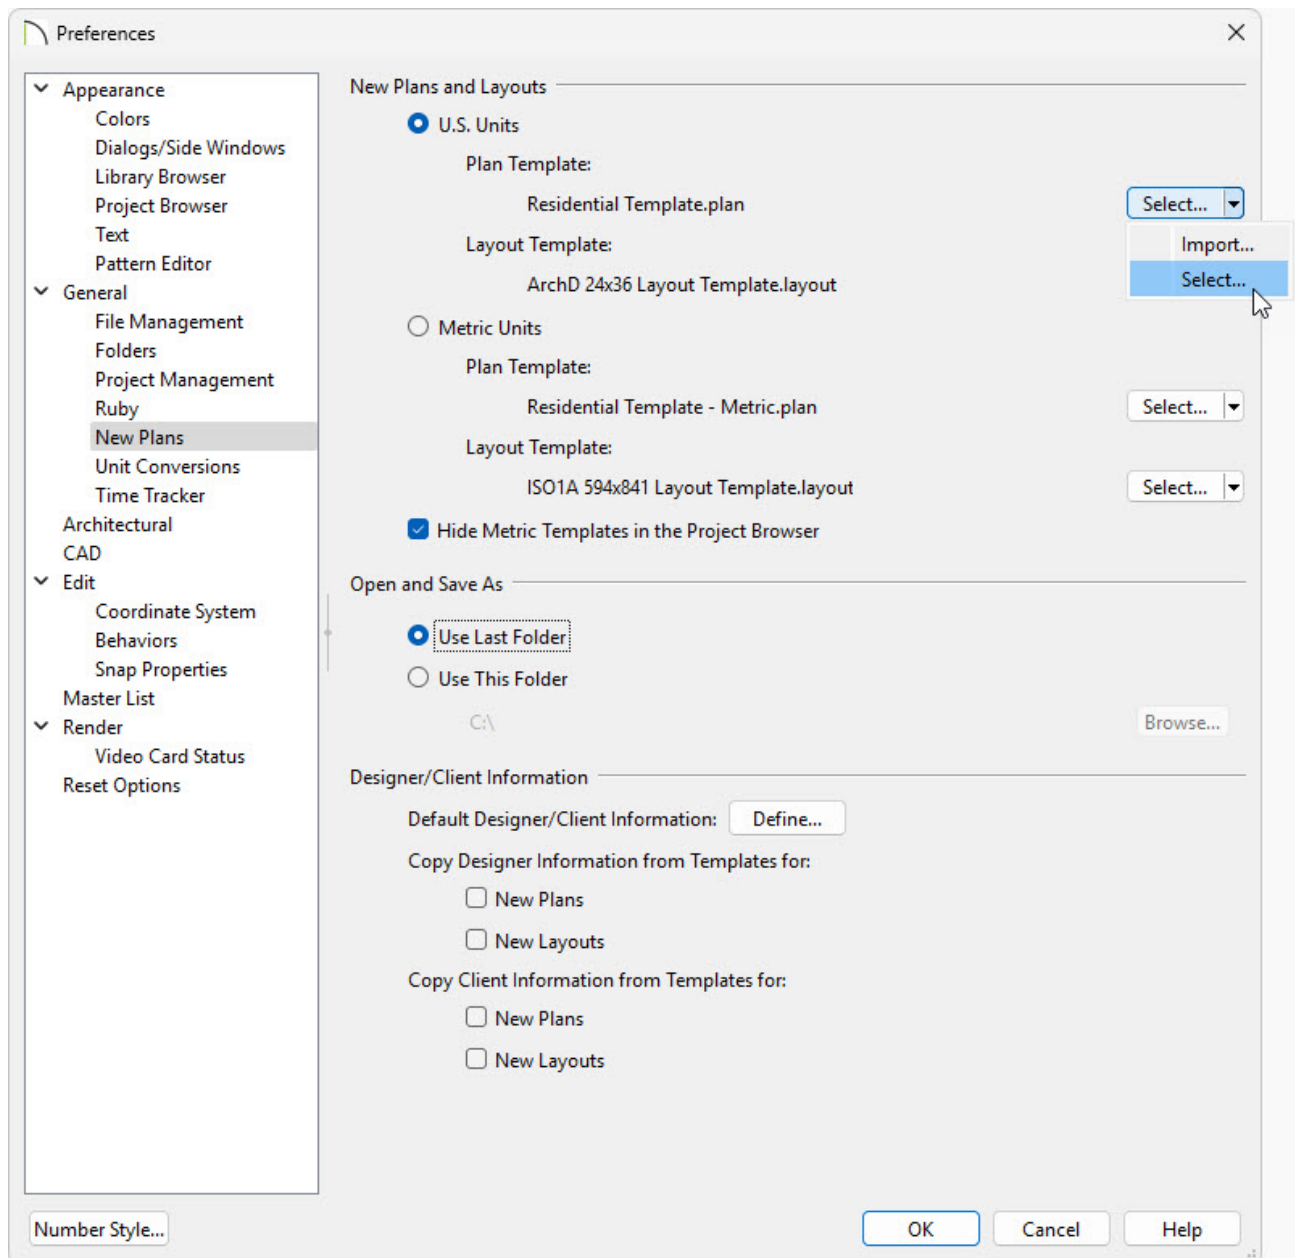 Preferences
Appearance
Colors
Dialogs/Side Windows
Library Browser
Project Browser
Text
Pattern Editor
General
File Management
Folders
Project Management
Ruby
New Plans
Unit Conversions
Time Tracker
Architectural
CAD
Edit
Coordinate System
Behaviors
Snap Properties
Master List
Render
Video Card Status
Reset Options
New Plans and Layouts
U.S. Units
Plan Template:
Residential Template.plan Select...
Import...
Select...
Layout Template:
ArchD 24x36 Layout Template.layout
Metric Units
Plan Template:
Residential Template - Metric.plan Select...
Layout Template:
ISO1A 594x841 Layout Template.layout Select...
Hide Metric Templates in the Project Browser
Open and Save As
Use Last Folder
Use This Folder
C:\ Browse...
Designer/Client Information
Default Designer/Client Information: Define...
Copy Designer Information from Templates for:
New Plans
New Layouts
Copy Client Information from Templates for:
New Plans
New Layouts
Number Style... OK Cancel Help